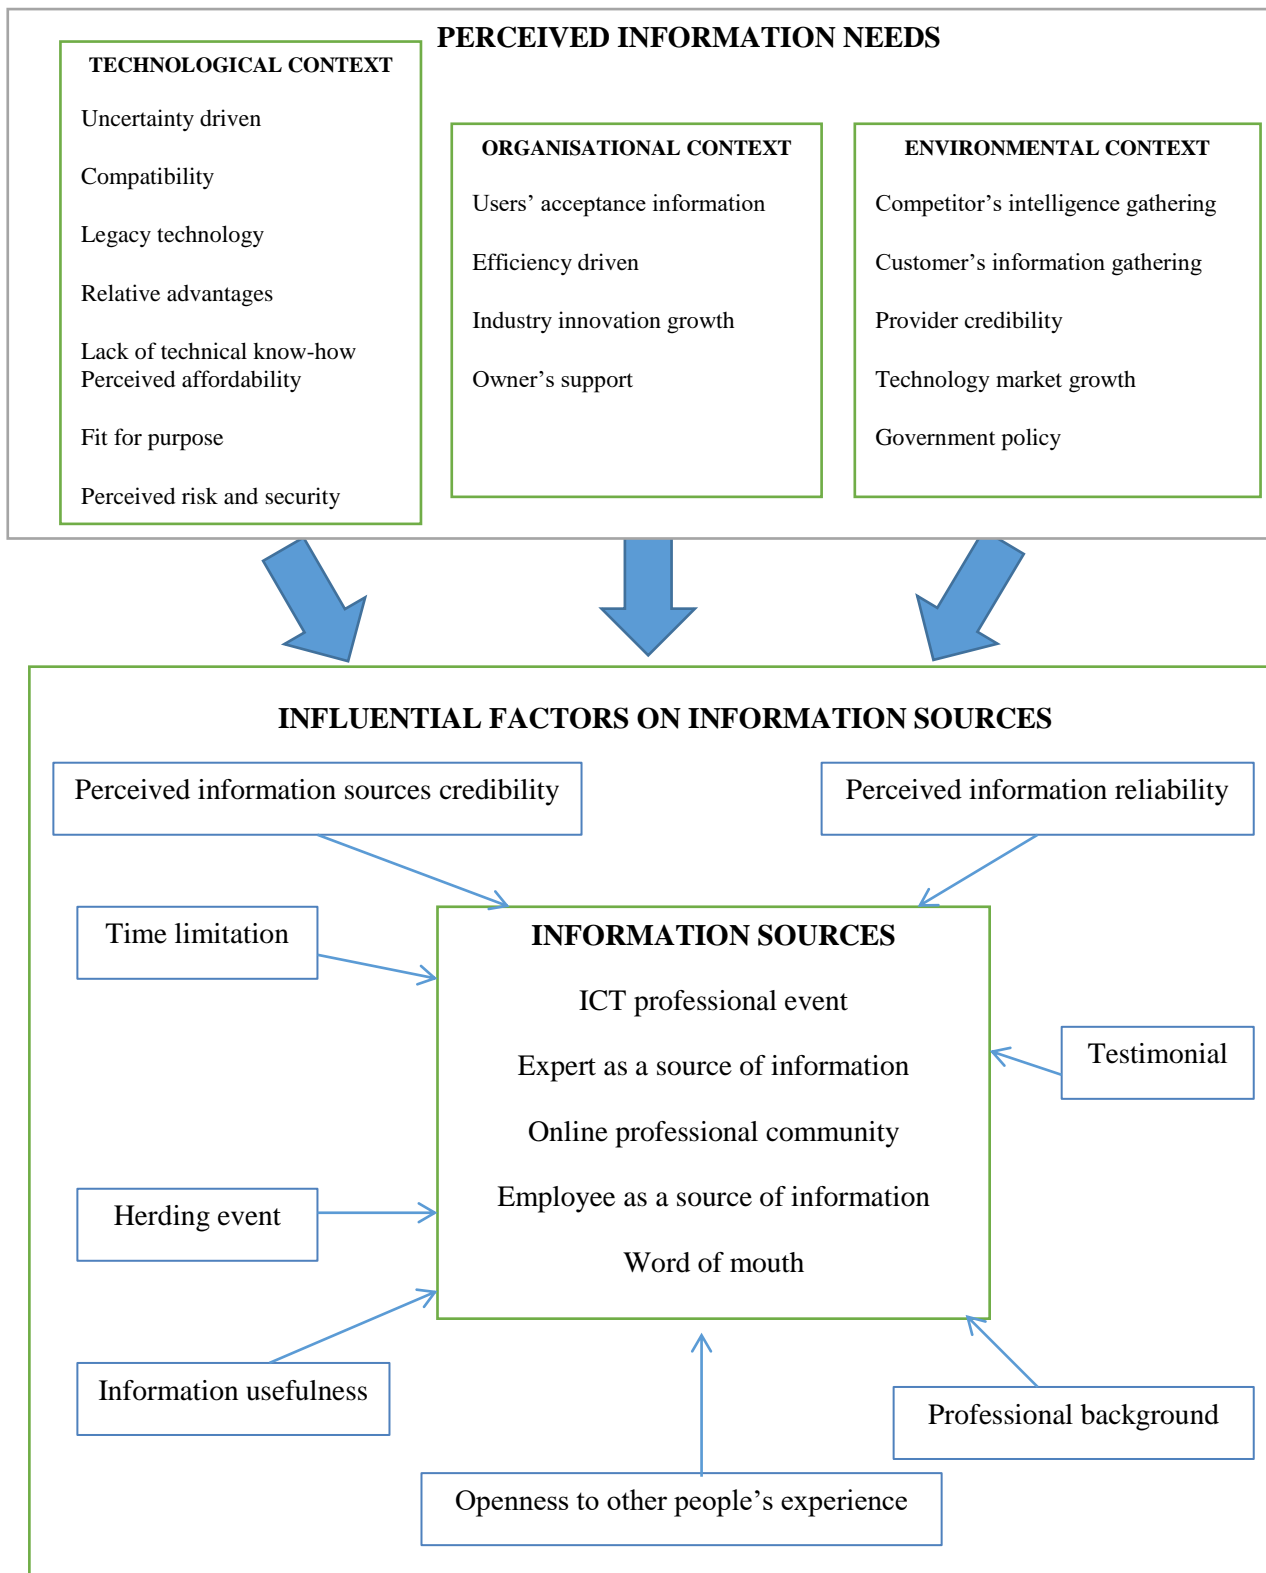 PERCEIVED INFORMATION NEEDS
TECHNOLOGICAL CONTEXT
Uncertainty driven
Compatibility
Legacy technology
Relative advantages
Lack of technical know-how
Perceived affordability
Fit for purpose
Perceived risk and security
ORGANISATIONAL CONTEXT
Users’ acceptance information
Efficiency driven
Industry innovation growth
Owner’s support
ENVIRONMENTAL CONTEXT
Competitor’s intelligence gathering
Customer’s information gathering
Provider credibility
Technology market growth
Government policy
INFLUENTIAL FACTORS ON INFORMATION SOURCES
Perceived information sources credibility
Perceived information reliability
Time limitation
INFORMATION SOURCES
ICT professional event
Expert as a source of information
Online professional community
Employee as a source of information
Word of mouth
Testimonial
Herding event
Information usefulness
Professional background
Openness to other people’s experience